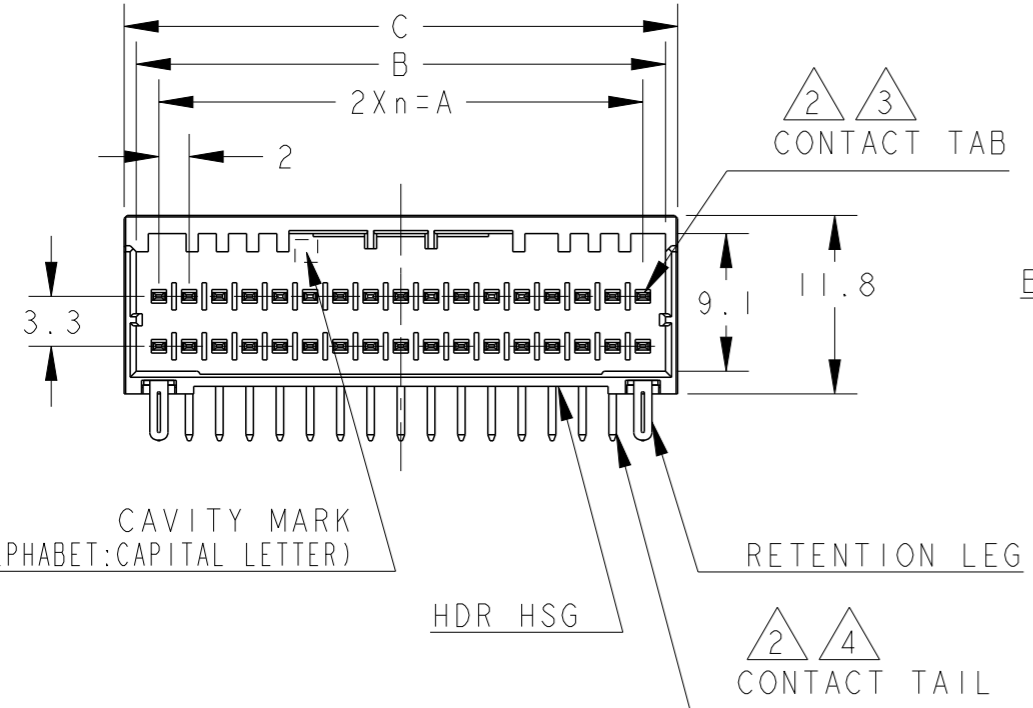 C
B
2Xn=A
2
2 3
CONTACT TAB
3.3
9.1
11.8
CAVITY MARK
PHABET:CAPITAL LETTER)
RETENTION LEG
HDR HSG
2 4
CONTACT TAIL